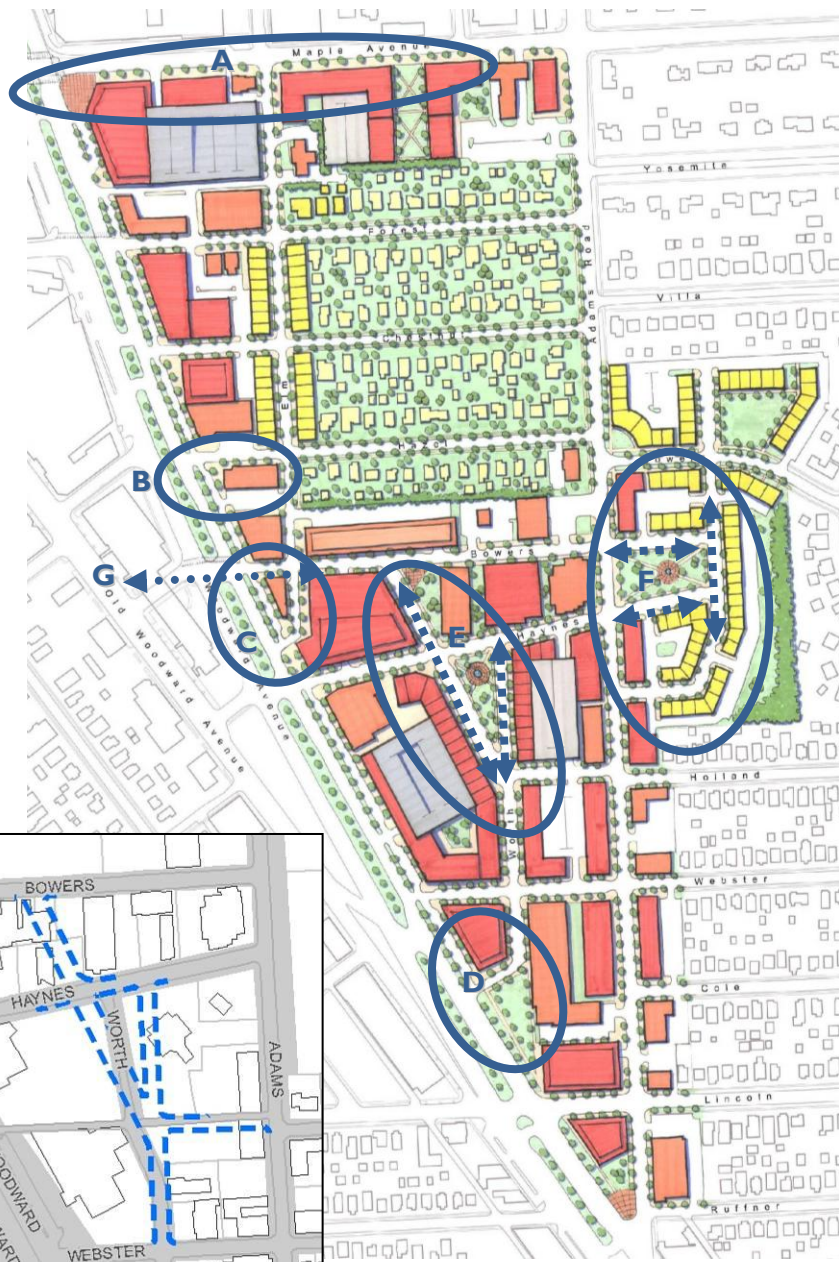 Maple Avenue
A
Yosemite
Forest
Adams Road
Villa
Chestnut
Hazel
B
Bowers
G
F
E
Haynes
C
Woodward Avenue
Old Woodward Avenue
Holland
Worth
Webster
D
Cole
Lincoln
Ruffner
BOWERS
HAYNES
WORTH
ADAMS
WEBSTER